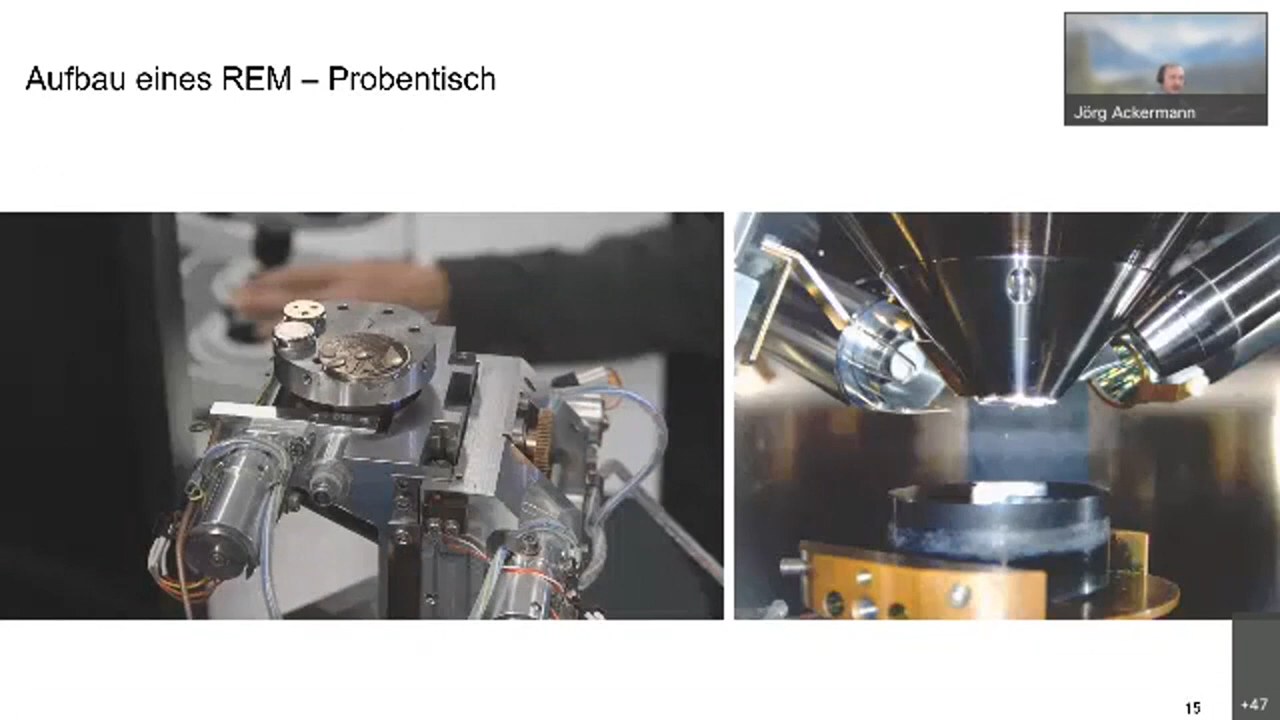 Aufbau eines REM – Probentisch
Jörg Ackermann
15
+47